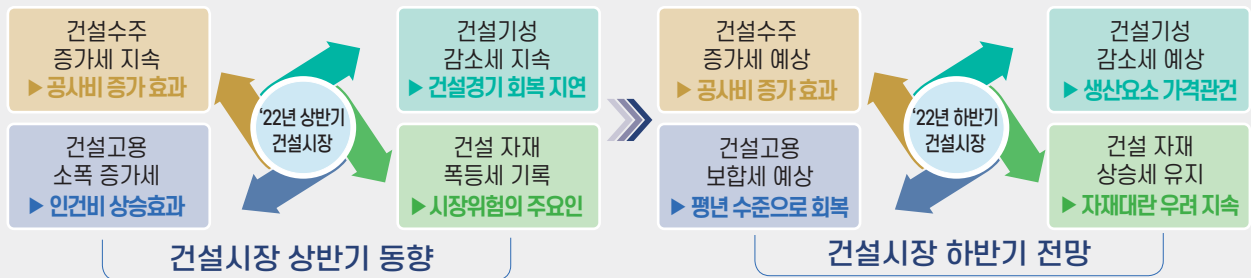 건설수주
증가세 지속
▶ 공사비 증가 효과
건설기성
감소세 지속
▶ 건설경기 회복 지연
‘22년 상반기
건설시장
건설고용
소폭 증가세
▶ 인건비 상승효과
건설 자재
폭등세 기록
▶ 시장위험의 주요인
건설시장 상반기 동향
건설수주
증가세 예상
▶ 공사비 증가 효과
건설기성
감소세 예상
▶ 생산요소 가격관건
‘22년 하반기
건설시장
건설고용
보합세 예상
▶ 평년 수준으로 회복
건설 자재
상승세 유지
▶ 자재대란 우려 지속
건설시장 하반기 전망